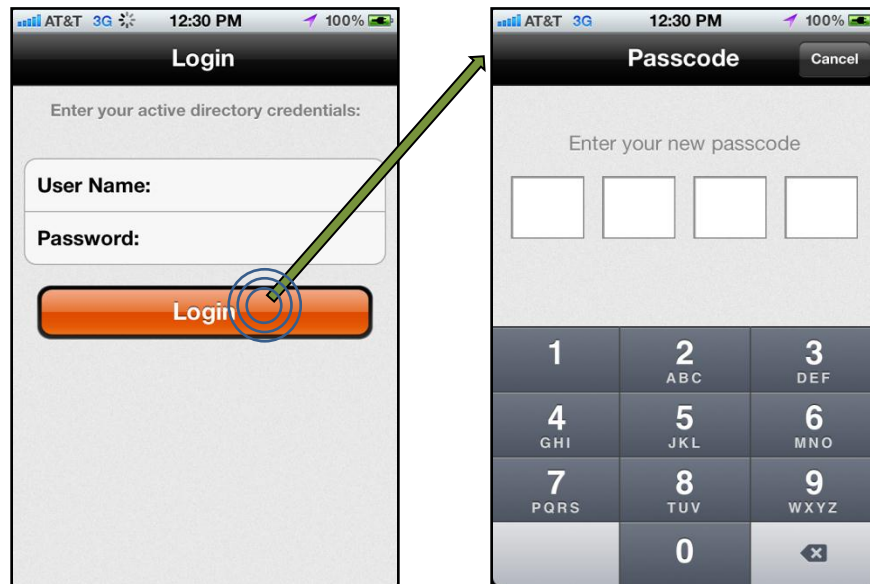 AT&T 3G 12:30 PM 100%
Login
Enter your active directory credentials:
User Name:
Password:
Login
AT&T 3G 12:30 PM 100%
Passcode Cancel
Enter your new passcode
1 2 3
ABC DEF
4 5 6
GHI JKL MNO
7 8 9
PQRS TUV WXYZ
0